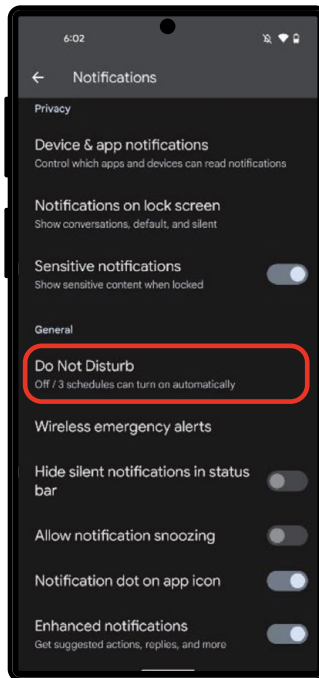 6:02
Notifications
Privacy
Device & app notifications
Control which apps and devices can read notifications
Notifications on lock screen
Show conversations, default, and silent
Sensitive notifications
Show sensitive content when locked
General
Do Not Disturb
Off / 3 schedules can turn on automatically
Wireless emergency alerts
Hide silent notifications in status
bar
Allow notification snoozing
Notification dot on app icon
Enhanced notifications
Get suggested actions, replies, and more